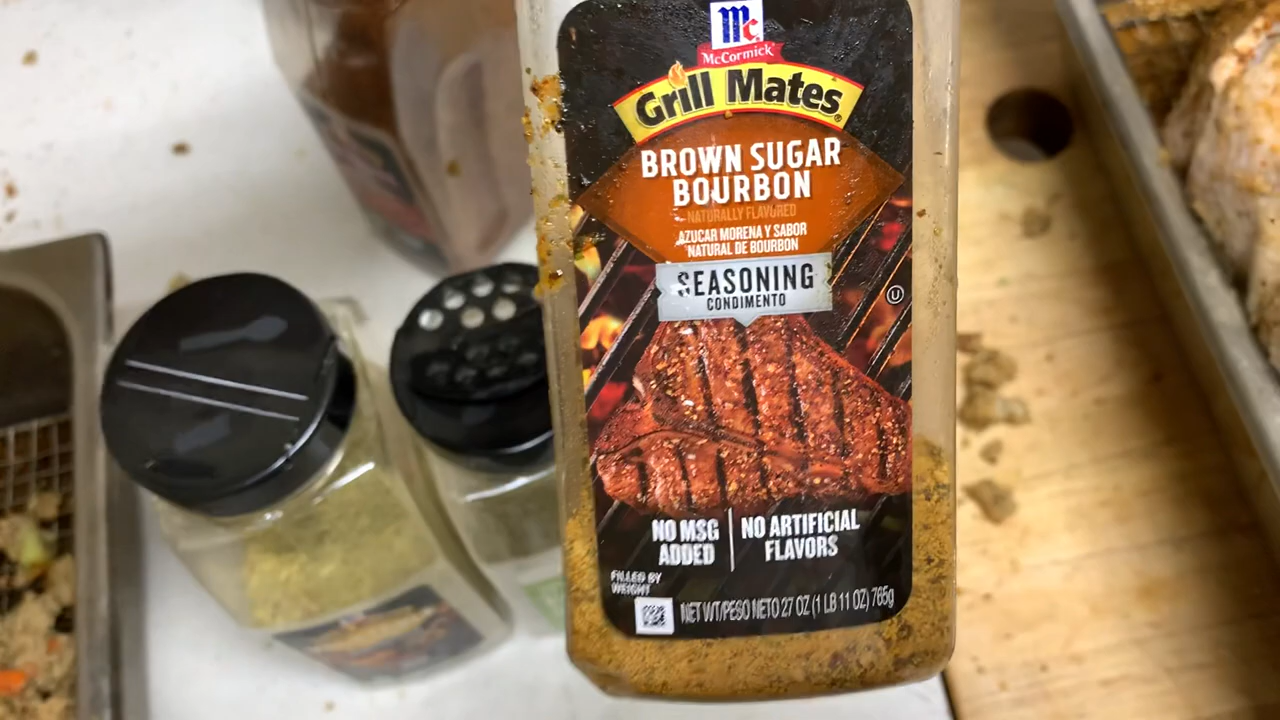 Mc
McCormick
Grill Mates®
BROWN SUGAR
BOURBON
NATURALLY FLAVORED
AZUCAR MORENA Y SABOR
NATURAL DE BOURBON
SEASONING
CONDIMENTO
U
NO MSG
ADDED
NO ARTIFICIAL
FLAVORS
FILLED BY
WEIGHT
NET WT/PESO NETO 27 OZ (1 LB 11 OZ) 765g